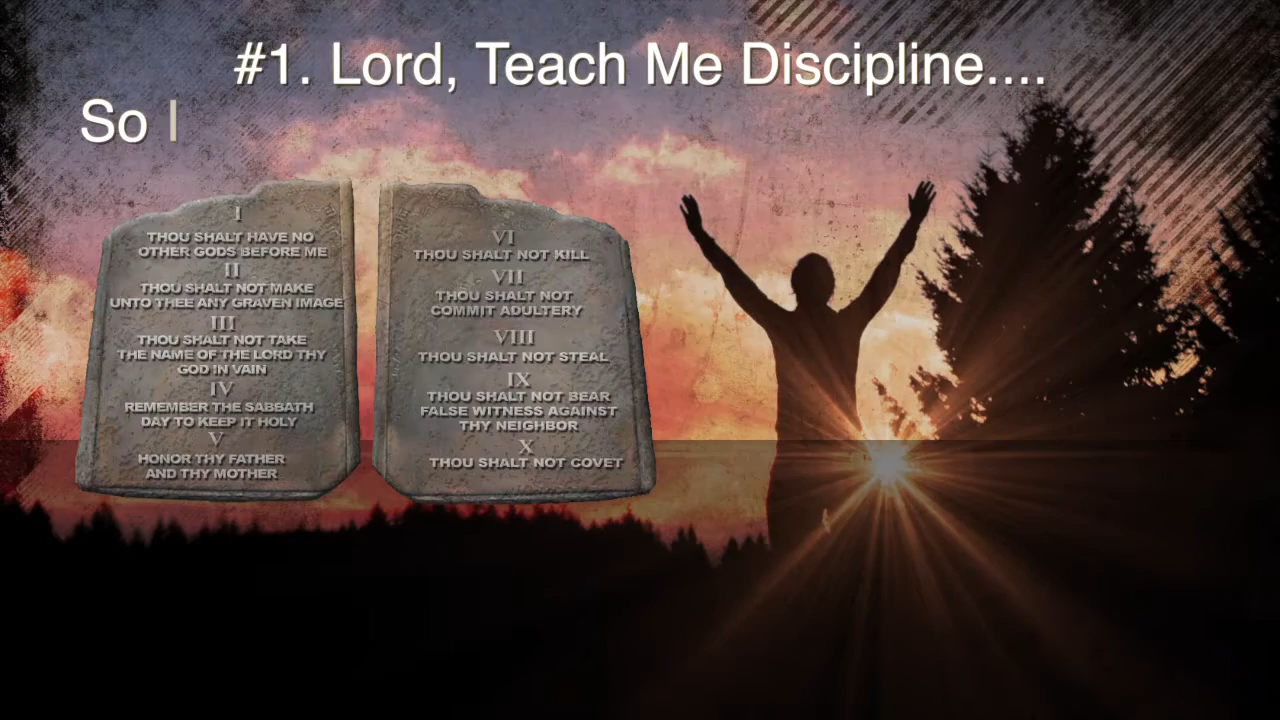 #1. Lord, Teach Me Discipline....
So I
I
THOU SHALT HAVE NO
OTHER GODS BEFORE ME
II
THOU SHALT NOT MAKE
UNTO THEE ANY GRAVEN IMAGE
III
THOU SHALT NOT TAKE
THE NAME OF THE LORD THY
GOD IN VAIN
IV
REMEMBER THE SABBATH
DAY TO KEEP IT HOLY
V
HONOR THY FATHER
AND THY MOTHER
VI
THOU SHALT NOT KILL
VII
THOU SHALT NOT
COMMIT ADULTERY
VIII
THOU SHALT NOT STEAL
IX
THOU SHALT NOT BEAR
FALSE WITNESS AGAINST
THY NEIGHBOR
X
THOU SHALT NOT COVET